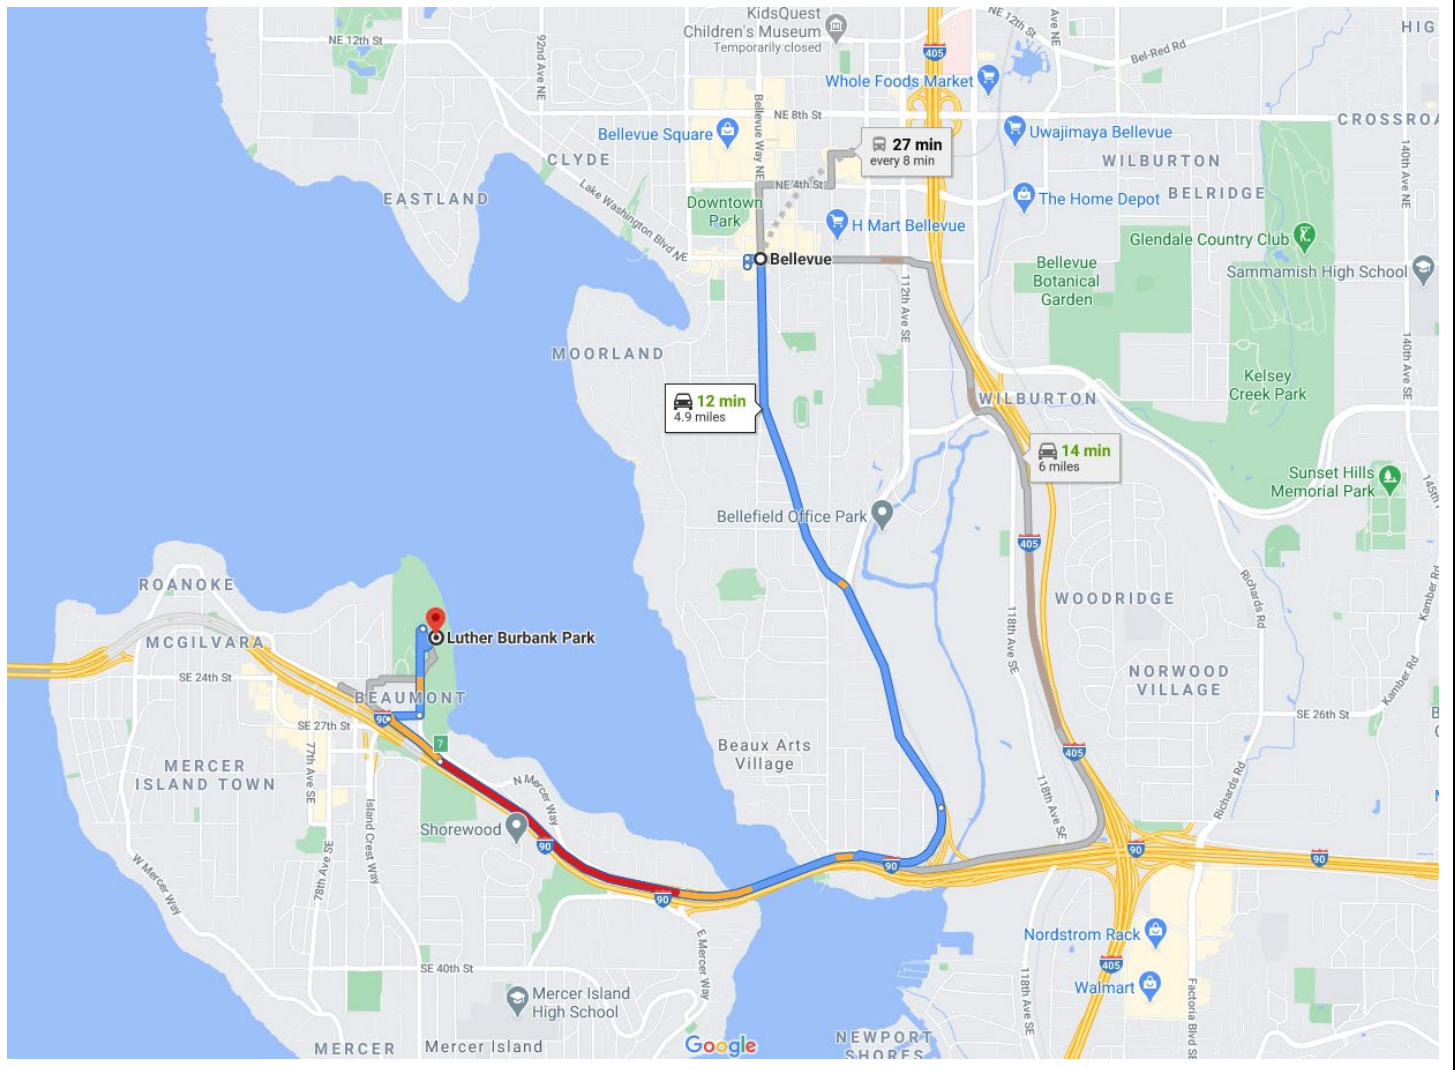 KidsQuest
Children's Museum
Temporarily closed
NE 12th St
NE 12th St
Ave NE
HIG
92nd Ave NE
405
Bel-Red Rd
Whole Foods Market
Bellevue Way NE
NE 8th St
CROSSROA
Bellevue Square
27 min
every 8 min
Uwajimaya Bellevue
CLYDE
WILBURTON
140th Ave NE
EASTLAND
Lake Washington Blvd NE
NE 4th St
Downtown
Park
The Home Depot
BELRIDGE
H Mart Bellevue
Glendale Country Club
Bellevue
Bellevue
Botanical
Garden
Sammamish High School
112th Ave SE
MOORLAND
140th Ave SE
Kelsey
Creek Park
12 min
4.9 miles
WILBURTON
14 min
6 miles
Sunset Hills
Memorial Park
145th
Bellefield Office Park
405
ROANOKE
Richards Rd
Kamber Rd
WOODRIDGE
118th Ave SE
MCGILVARA
Luther Burbank Park
SE 24th St
BEAUMONT
NORWOOD
VILLAGE
Kamber Rd
90
SE 27th St
SE 26th St
B
C
7
405
Beaux Arts
Village
77th Ave SE
MERCER
ISLAND TOWN
N Mercer Way
118th Ave SE
Richards Rd
Island Crest Way
Shorewood
90
90
90
90
W Mercer Way
78th Ave SE
90
E Mercer Way
Nordstrom Rack
SE 40th St
405
118th Ave SE
Walmart
Factoria Blvd SE
Mercer Island
High School
MERCER
Mercer Island
Google
NEWPORT
SHORES